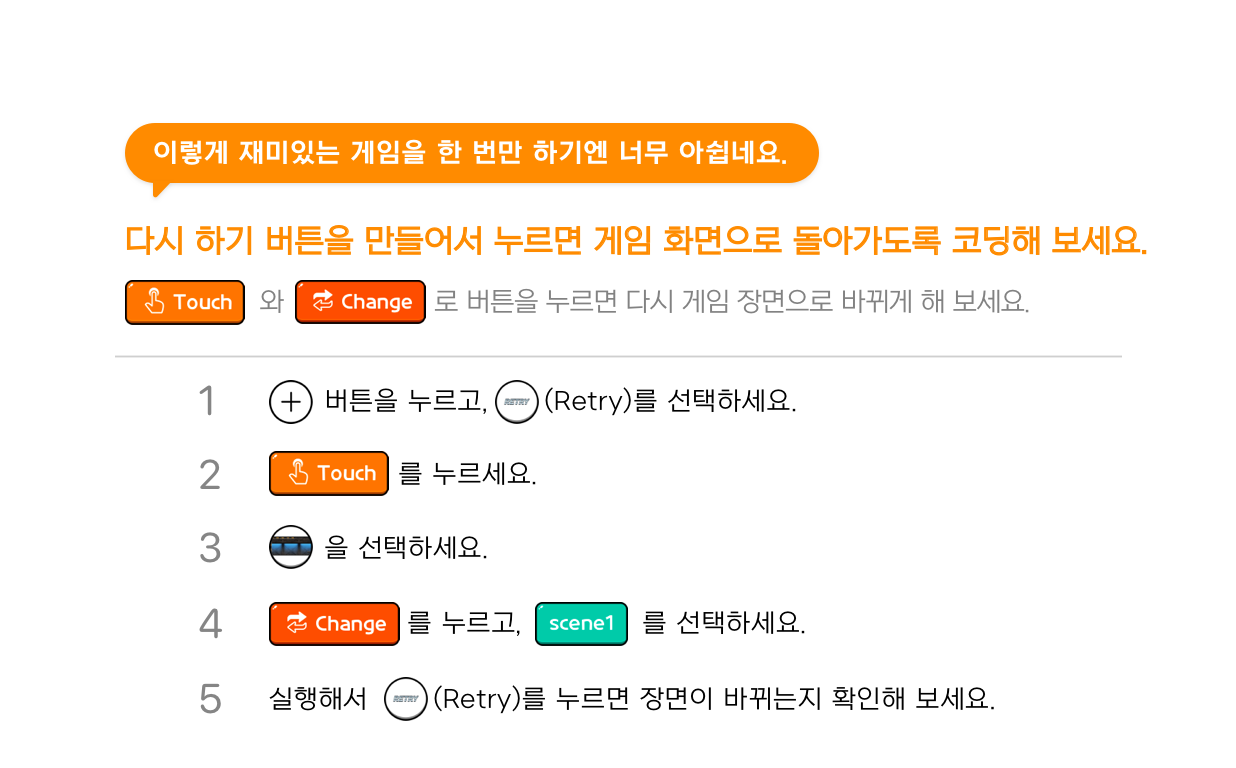 이렇게 재미있는 게임을 한 번만 하기엔 너무 아쉽네요.
다시 하기 버튼을 만들어서 누르면 게임 화면으로 돌아가도록 코딩해 보세요.
Touch 와 Change 로 버튼을 누르면 다시 게임 장면으로 바뀌게 해 보세요.
1 버튼을 누르고, RETRY (Retry)를 선택하세요.
2 Touch 를 누르세요.
3 을 선택하세요.
4 Change 를 누르고, scene1 를 선택하세요.
5 실행해서 RETRY (Retry)를 누르면 장면이 바뀌는지 확인해 보세요.